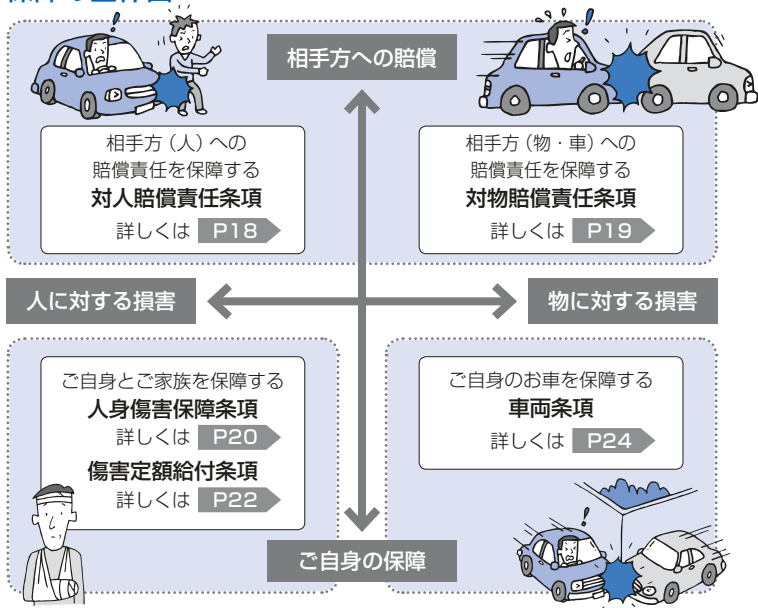 相手方への賠償
相手方（人）への
賠償責任を保障する
対人賠償責任条項
詳しくは P18
相手方（物・車）への
賠償責任を保障する
対物賠償責任条項
詳しくは P19
人に対する損害
物に対する損害
ご自身とご家族を保障する
人身傷害保障条項
詳しくは P20
傷害定額給付条項
詳しくは P22
ご自身のお車を保障する
車両条項
詳しくは P24
ご自身の保障